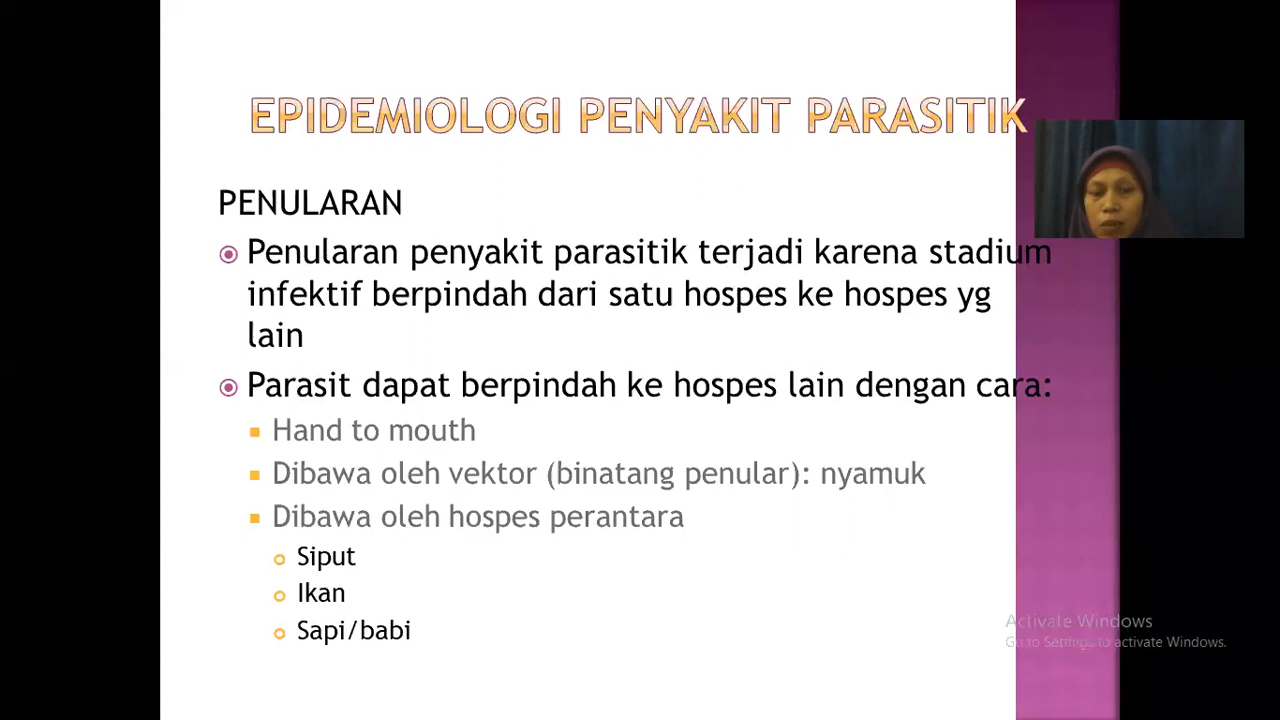 EPIDEMIOLOGI PENYAKIT PARASITIK
PENULARAN
Penularan penyakit parasitik terjadi karena stadium
infektif berpindah dari satu hospes ke hospes yg
lain
Parasit dapat berpindah ke hospes lain dengan cara:
Hand to mouth
Dibawa oleh vektor (binatang penular): nyamuk
Dibawa oleh hospes perantara
Siput
Ikan
Sapi/babi
Activate Windows
Go to Settings to activate Windows.